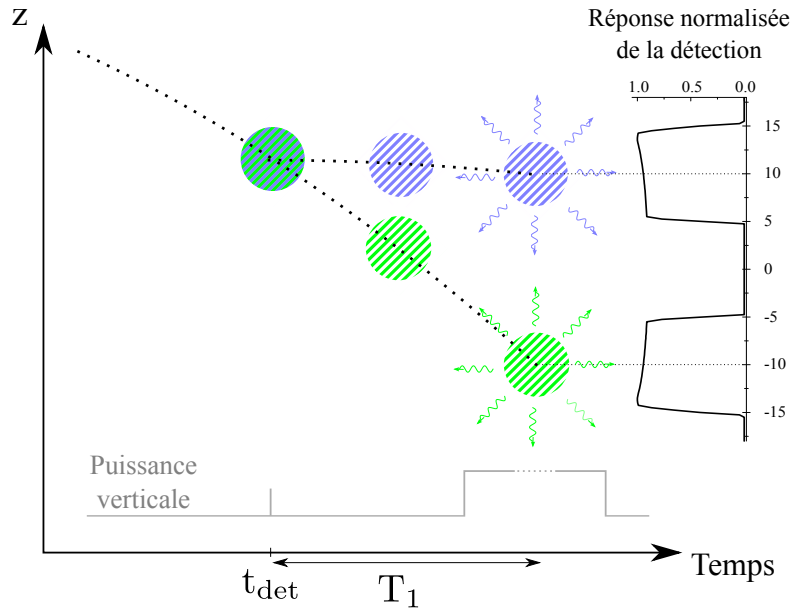 z
Réponse normalisée
de la détection
1.0 0.5 0.0
15
10
5
0
-5
-10
-15
Puissance
verticale
Temps
t_det
T_1